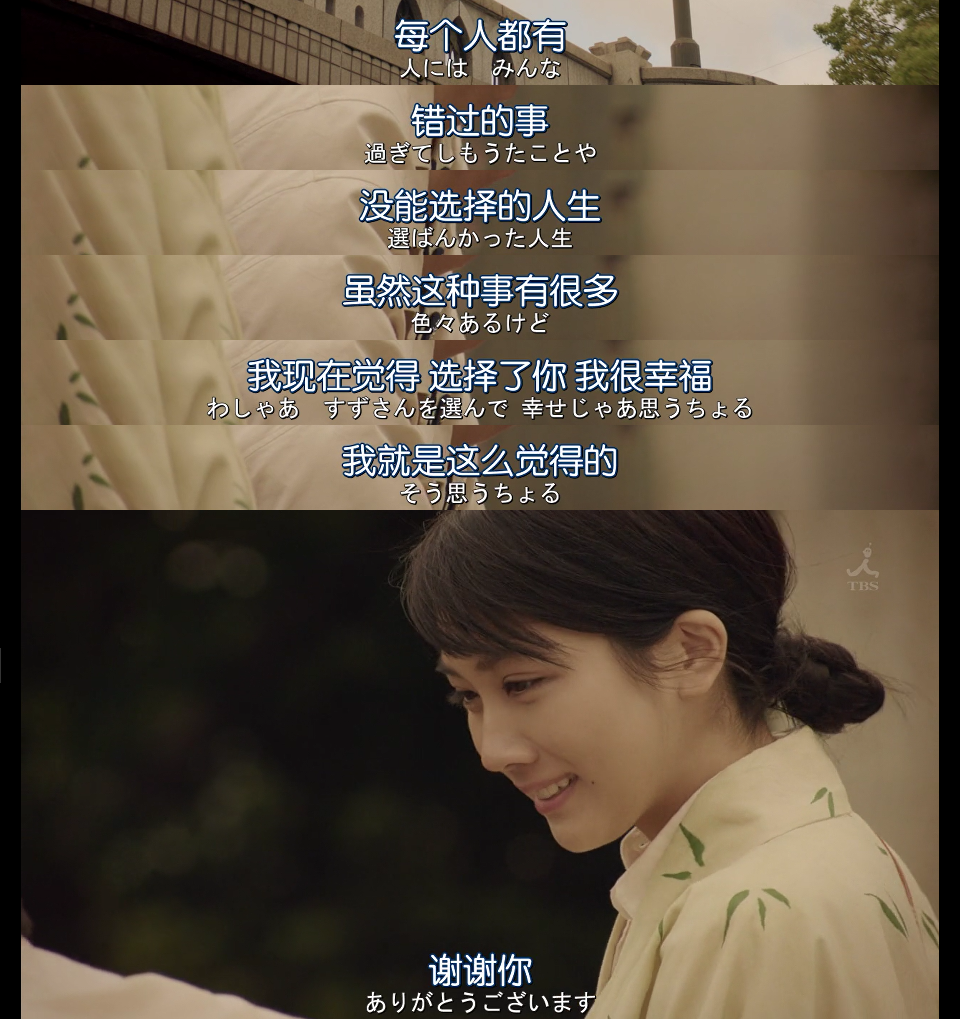 每个人都有
人には　みんな
错过的事
過ぎてしもうたことや
没能选择的人生
選ばんかった人生
虽然这种事有很多
色々あるけど
我现在觉得 选择了你 我很幸福
わしゃあ　すずさんを選んで 幸せじゃあ思うちょる
我就是这么觉得的
そう思うちょる
TBS
谢谢你
ありがとうございます